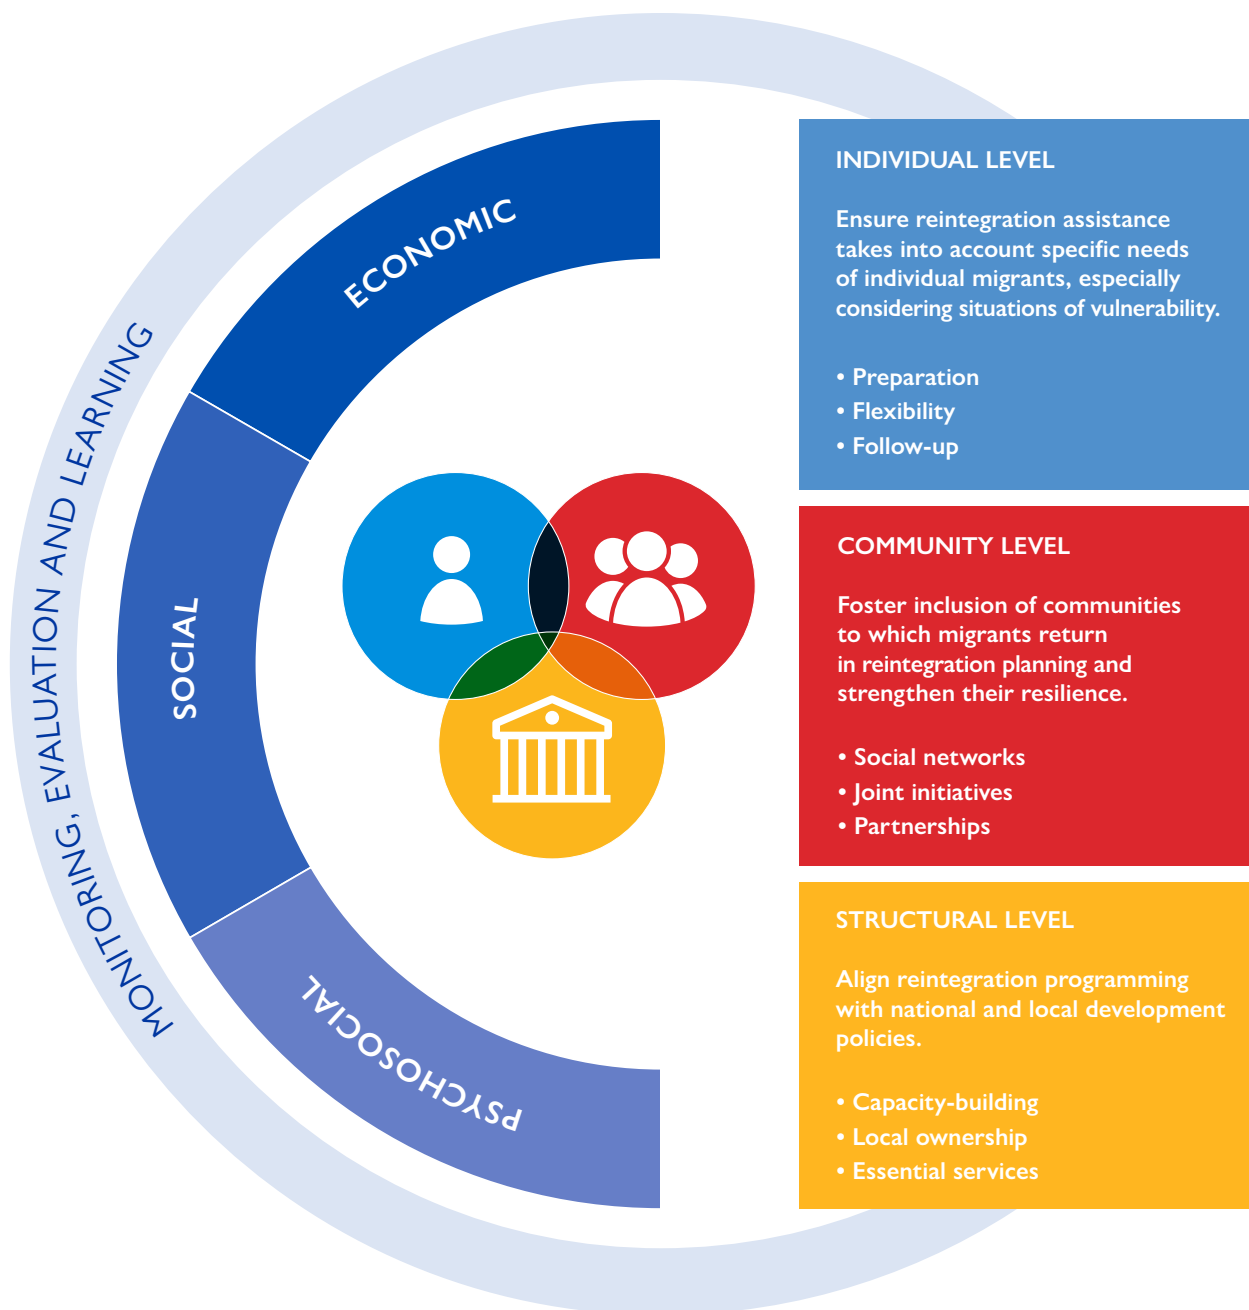 MONITORING, EVALUATION AND LEARNING
ECONOMIC
SOCIAL
PSYCHOSOCIAL
INDIVIDUAL LEVEL
Ensure reintegration assistance
takes into account specific needs
of individual migrants, especially
considering situations of vulnerability.
• Preparation
• Flexibility
• Follow-up
COMMUNITY LEVEL
Foster inclusion of communities
to which migrants return
in reintegration planning and
strengthen their resilience.
• Social networks
• Joint initiatives
• Partnerships
STRUCTURAL LEVEL
Align reintegration programming
with national and local development
policies.
• Capacity-building
• Local ownership
• Essential services